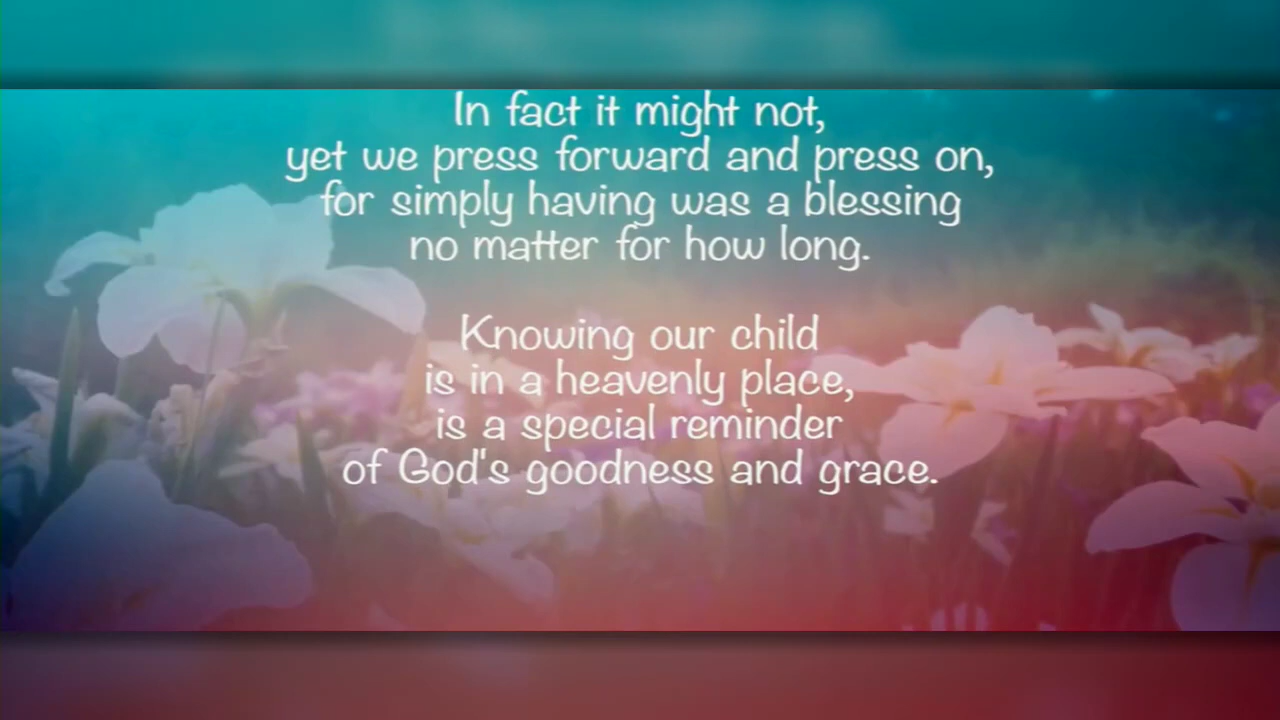 In fact it might not,
yet we press forward and press on,
for simply having was a blessing
no matter for how long.
Knowing our child
is in a heavenly place,
is a special reminder
of God's goodness and grace.